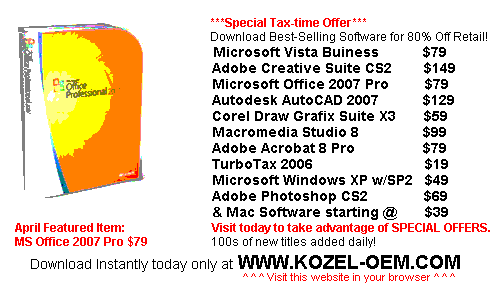 ***Special Tax-time Offer***
Download Best-Selling Software for 80% Off Retail!
Microsoft Vista Buiness $79
Adobe Creative Suite CS2 $149
Microsoft Office 2007 Pro $79
Autodesk AutoCAD 2007 $129
Corel Draw Grafix Suite X3 $59
Macromedia Studio 8 $99
Adobe Acrobat 8 Pro $79
TurboTax 2006 $19
Microsoft Windows XP w/SP2 $49
Adobe Photoshop CS2 $69
& Mac Software starting @ $39
Visit today to take advantage of SPECIAL OFFERS.
100s of new titles added daily!
Office
Professional 20
April Featured Item:
MS Office 2007 Pro $79
Download Instantly today only at WWW.KOZEL-OEM.COM
^ ^ ^ Visit this website in your browser ^ ^ ^